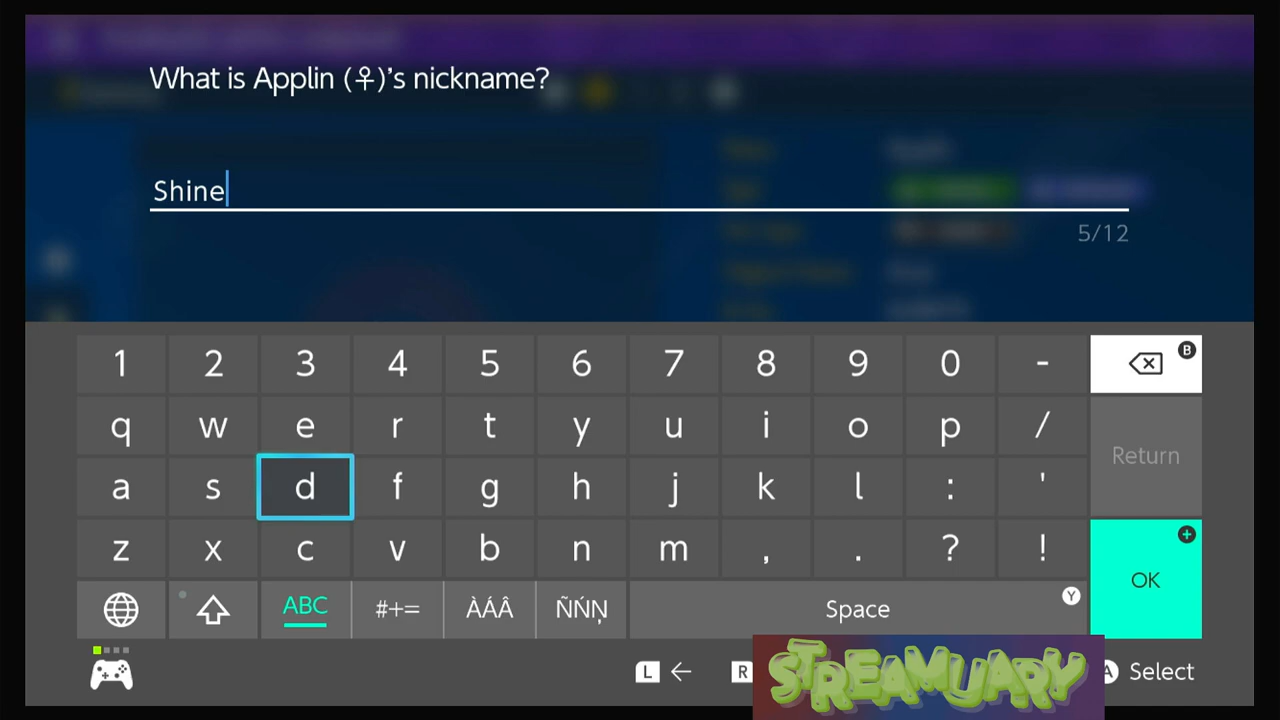 What is Applin (♀)'s nickname?
Shine
5/12
1 2 3 4 5 6 7 8 9 0 - B
q w e r t y u i o p / Return
a s d f g h j k l : '
z x c v b n m , . ? ! + OK
ABC #+= ÀÁÂ ÑŃŅ Space Y
L ← R STREAMUARY A Select